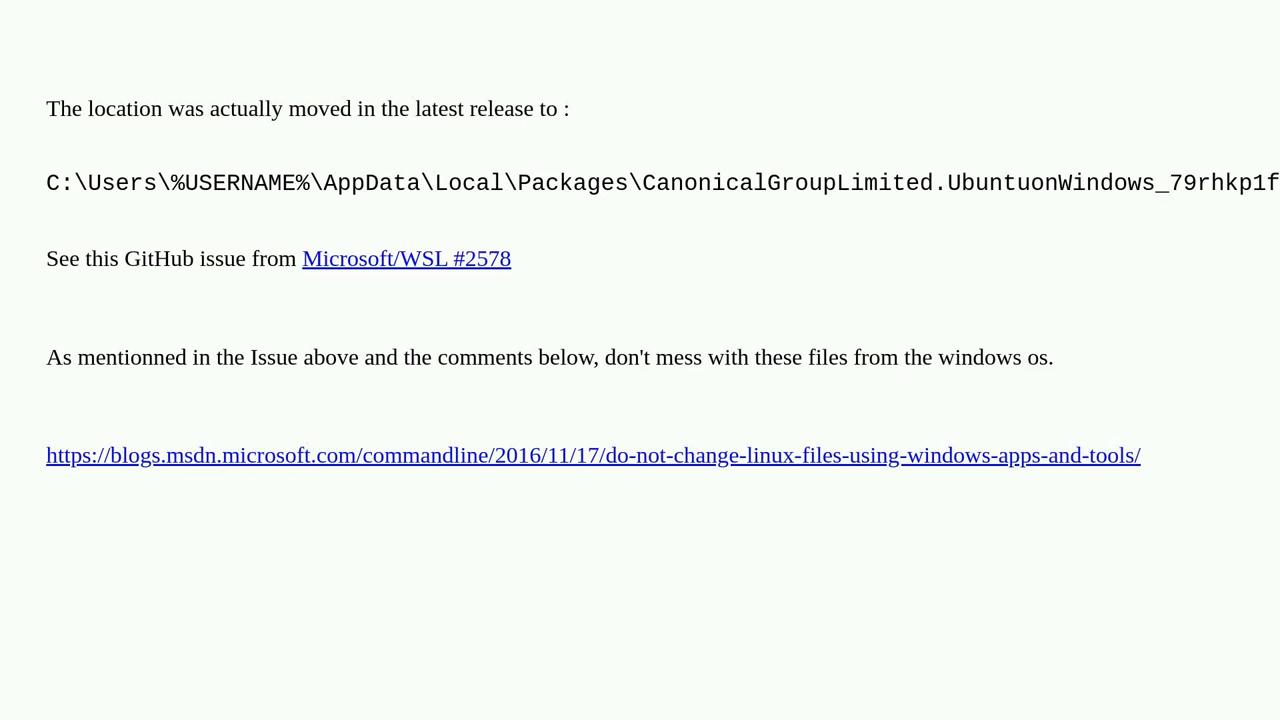 The location was actually moved in the latest release to :
C:\Users\%USERNAME%\AppData\Local\Packages\CanonicalGroupLimited.UbuntuonWindows_79rhkp1f
See this GitHub issue from Microsoft/WSL #2578
As mentionned in the Issue above and the comments below, don't mess with these files from the windows os.
https://blogs.msdn.microsoft.com/commandline/2016/11/17/do-not-change-linux-files-using-windows-apps-and-tools/